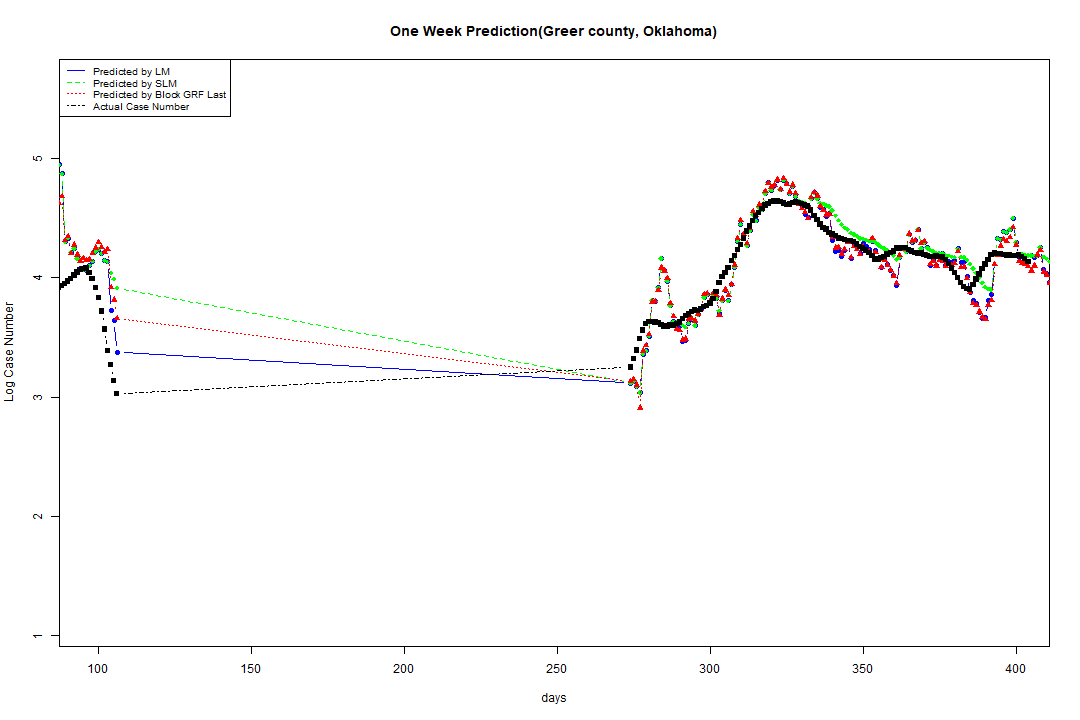 One Week Prediction(Greer county, Oklahoma)
Predicted by LM
Predicted by SLM
Predicted by Block GRF Last
Actual Case Number
Log Case Number
5
4
3
2
1
100 150 200 250 300 350 400
days